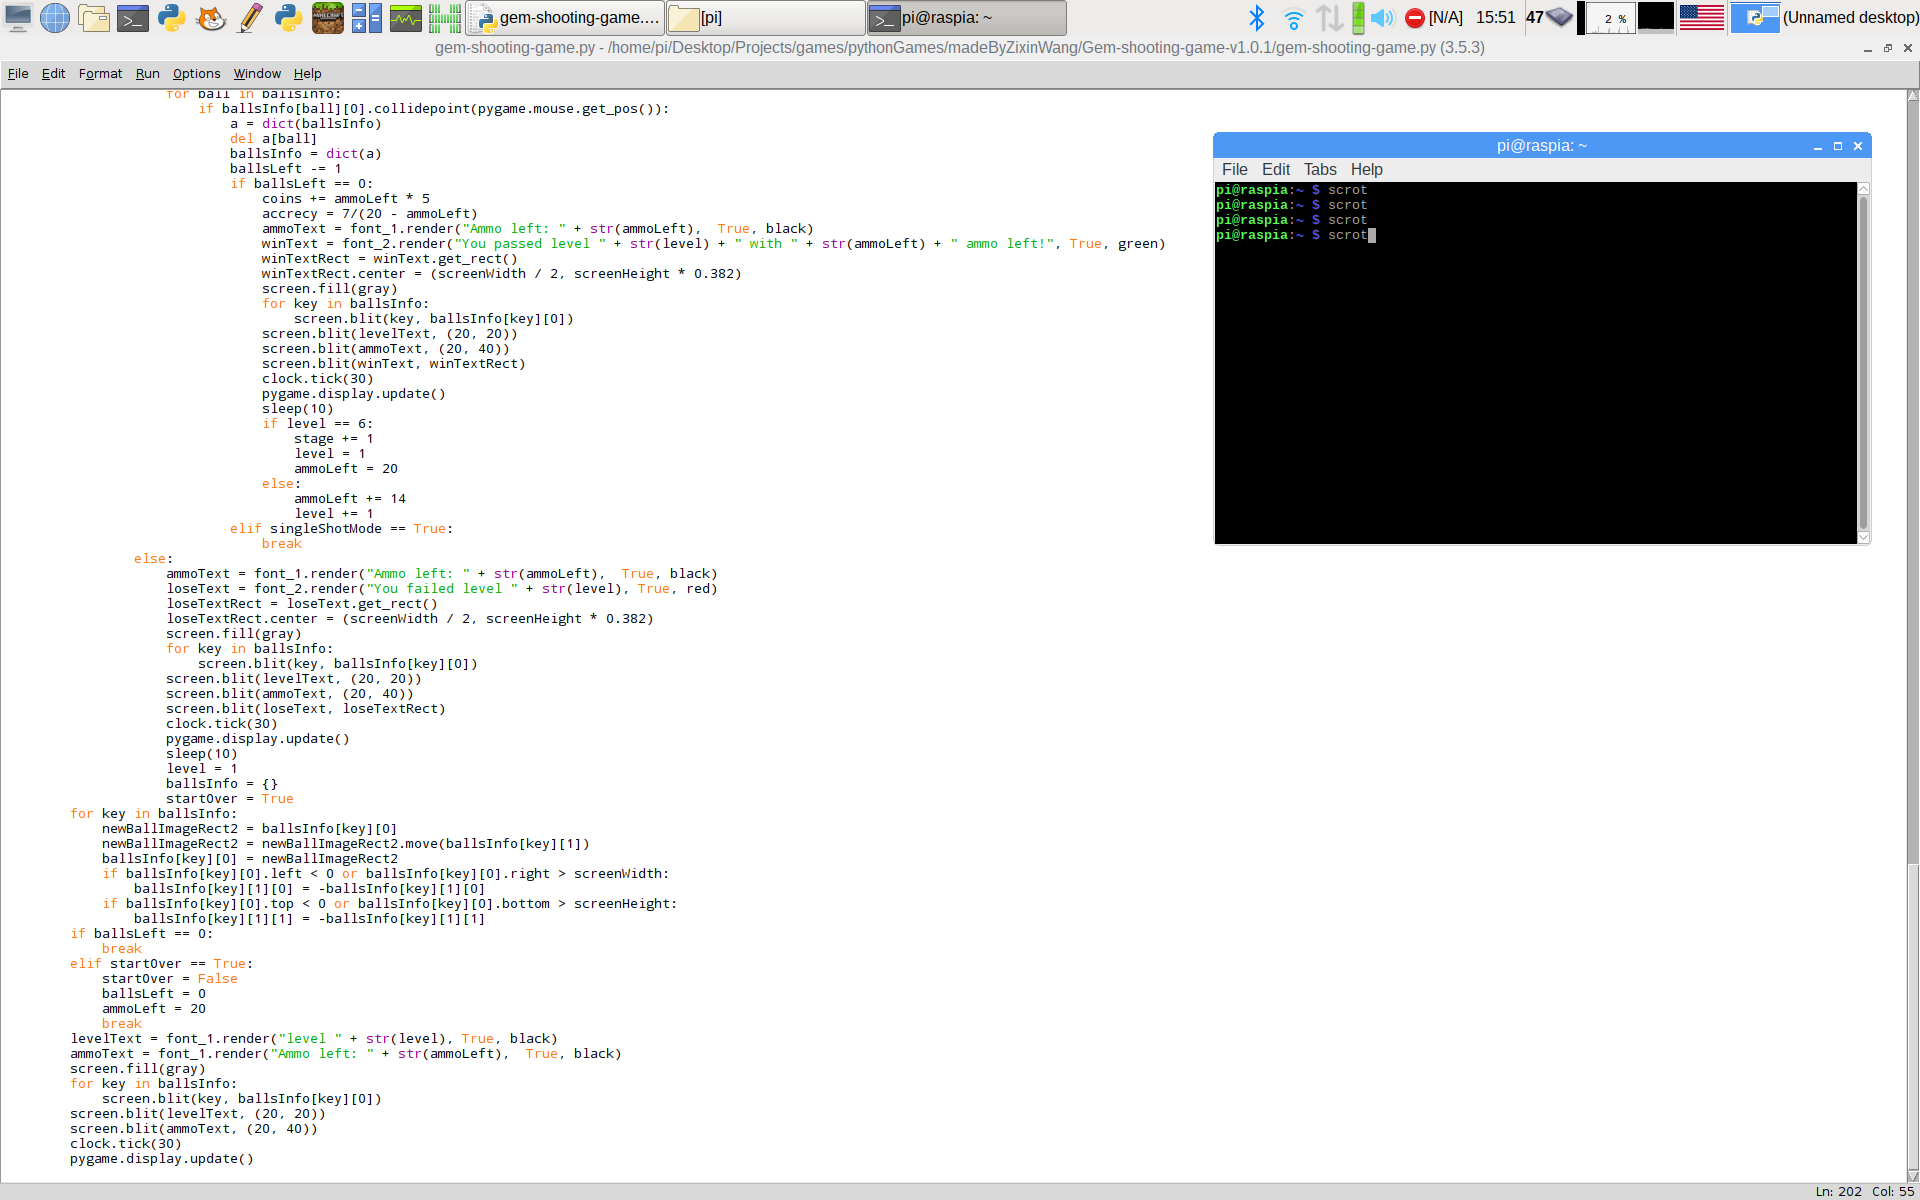 gem-shooting-game....
[pi]
pi@raspia: ~
[N/A]
15:51
47
2 %
(Unnamed desktop)
gem-shooting-game.py - /home/pi/Desktop/Projects/games/pythonGames/madeByZixinWang/Gem-shooting-game-v1.0.1/gem-shooting-game.py (3.5.3)
File Edit Format Run Options Window Help
for ball in ballsInfo:
if ballsInfo[ball][0].collidepoint(pygame.mouse.get_pos()):
a = dict(ballsInfo)
del a[ball]
ballsInfo = dict(a)
ballsLeft -= 1
if ballsLeft == 0:
coins += ammoLeft * 5
accrecy = 7/(20 - ammoLeft)
ammoText = font_1.render("Ammo left: " + str(ammoLeft),  True, black)
winText = font_2.render("You passed level " + str(level) + " with " + str(ammoLeft) + " ammo left!", True, green)
winTextRect = winText.get_rect()
winTextRect.center = (screenWidth / 2, screenHeight * 0.382)
screen.fill(gray)
for key in ballsInfo:
screen.blit(key, ballsInfo[key][0])
screen.blit(levelText, (20, 20))
screen.blit(ammoText, (20, 40))
screen.blit(winText, winTextRect)
clock.tick(30)
pygame.display.update()
sleep(10)
if level == 6:
stage += 1
level = 1
ammoLeft = 20
else:
ammoLeft += 14
level += 1
elif singleShotMode == True:
break
else:
ammoText = font_1.render("Ammo left: " + str(ammoLeft),  True, black)
loseText = font_2.render("You failed level " + str(level), True, red)
loseTextRect = loseText.get_rect()
loseTextRect.center = (screenWidth / 2, screenHeight * 0.382)
screen.fill(gray)
for key in ballsInfo:
screen.blit(key, ballsInfo[key][0])
screen.blit(levelText, (20, 20))
screen.blit(ammoText, (20, 40))
screen.blit(loseText, loseTextRect)
clock.tick(30)
pygame.display.update()
sleep(10)
level = 1
ballsInfo = {}
startOver = True
for key in ballsInfo:
newBallImageRect2 = ballsInfo[key][0]
newBallImageRect2 = newBallImageRect2.move(ballsInfo[key][1])
ballsInfo[key][0] = newBallImageRect2
if ballsInfo[key][0].left < 0 or ballsInfo[key][0].right > screenWidth:
ballsInfo[key][1][0] = -ballsInfo[key][1][0]
if ballsInfo[key][0].top < 0 or ballsInfo[key][0].bottom > screenHeight:
ballsInfo[key][1][1] = -ballsInfo[key][1][1]
if ballsLeft == 0:
break
elif startOver == True:
startOver = False
ballsLeft = 0
ammoLeft = 20
break
levelText = font_1.render("level " + str(level), True, black)
ammoText = font_1.render("Ammo left: " + str(ammoLeft),  True, black)
screen.fill(gray)
for key in ballsInfo:
screen.blit(key, ballsInfo[key][0])
screen.blit(levelText, (20, 20))
screen.blit(ammoText, (20, 40))
clock.tick(30)
pygame.display.update()
pi@raspia: ~
File Edit Tabs Help
pi@raspia:~ $ scrot
pi@raspia:~ $ scrot
pi@raspia:~ $ scrot
pi@raspia:~ $ scrot
Ln: 202 Col: 55